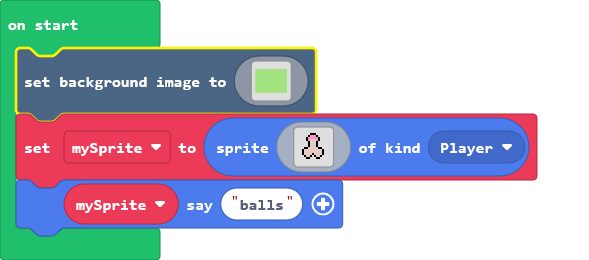 on start
set background image to
set mySprite to sprite of kind Player
mySprite say "balls"